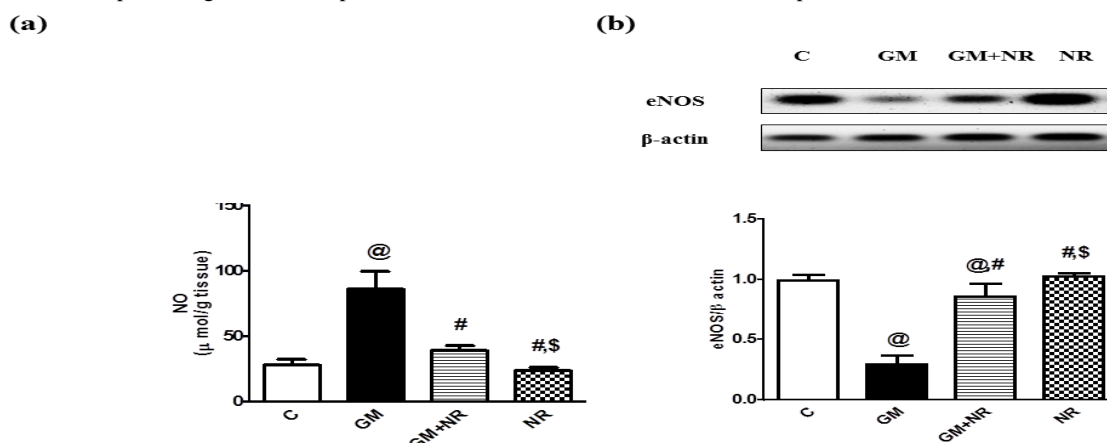 (a)
(b)
C GM GM+NR NR
eNOS
β-actin
150
100
50
0
NO
(µ mol/g tissue)
@
#
#,$
C
GM
GM+NR
NR
1.5
1.0
0.5
0.0
eNOS/β actin
@
@,#
#,$
C
GM
GM+NR
NR